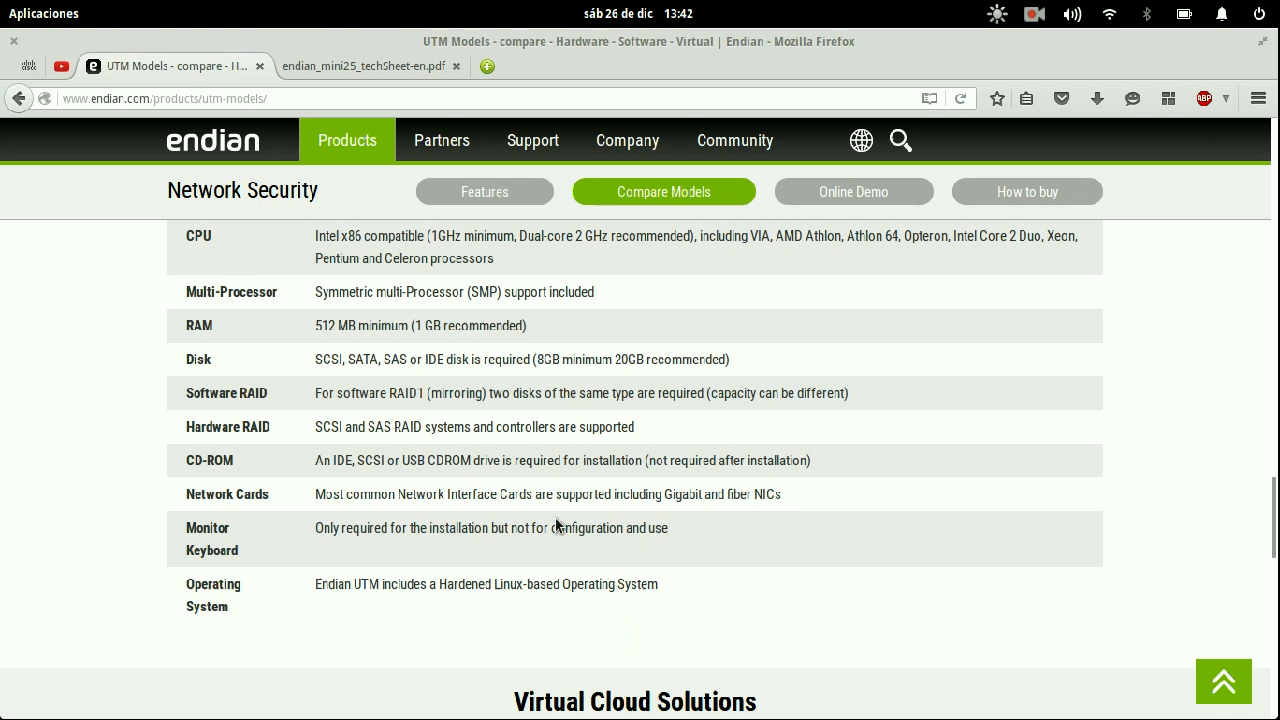 Aplicaciones
sáb 26 de dic 13:42
UTM Models - compare - Hardware - Software - Virtual | Endian - Mozilla Firefox
UTM Models - compare - H...
endian_mini25_techSheet-en.pdf
www.endian.com/products/utm-models/
ABP
endian
Products
Partners
Support
Company
Community
Network Security
Features
Compare Models
Online Demo
How to buy
CPU
Intel x86 compatible (1GHz minimum, Dual-core 2 GHz recommended), including VIA, AMD Athlon, Athlon 64, Opteron, Intel Core 2 Duo, Xeon,
Pentium and Celeron processors
Multi-Processor
Symmetric multi-Processor (SMP) support included
RAM
512 MB minimum (1 GB recommended)
Disk
SCSI, SATA, SAS or IDE disk is required (8GB minimum 20GB recommended)
Software RAID
For software RAID1 (mirroring) two disks of the same type are required (capacity can be different)
Hardware RAID
SCSI and SAS RAID systems and controllers are supported
CD-ROM
An IDE, SCSI or USB CDROM drive is required for installation (not required after installation)
Network Cards
Most common Network Interface Cards are supported including Gigabit and fiber NICs
Monitor
Keyboard
Only required for the installation but not for configuration and use
Operating
System
Endian UTM includes a Hardened Linux-based Operating System
Virtual Cloud Solutions